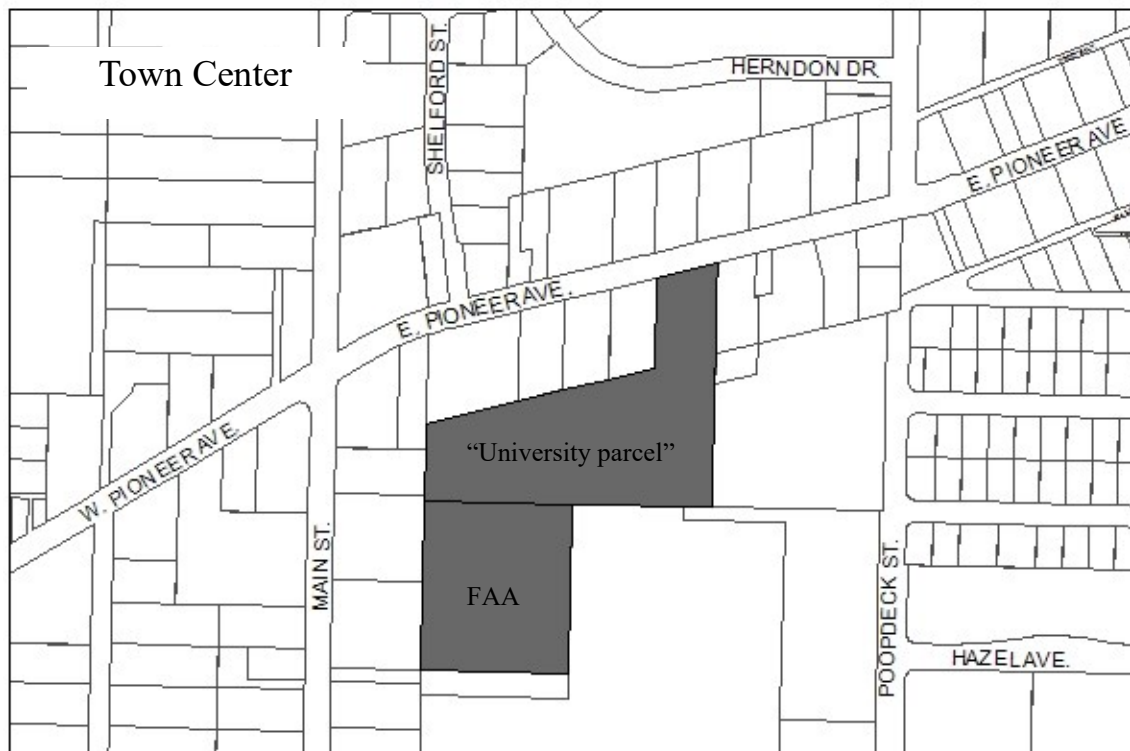 Town Center
SHELFORD ST.
HERNDON DR
E. PIONEER AVE
E. PIONEER AVE.
W. PIONEER AVE.
“University parcel”
MAIN ST.
FAA
POOPDECK ST.
HAZEL AVE.